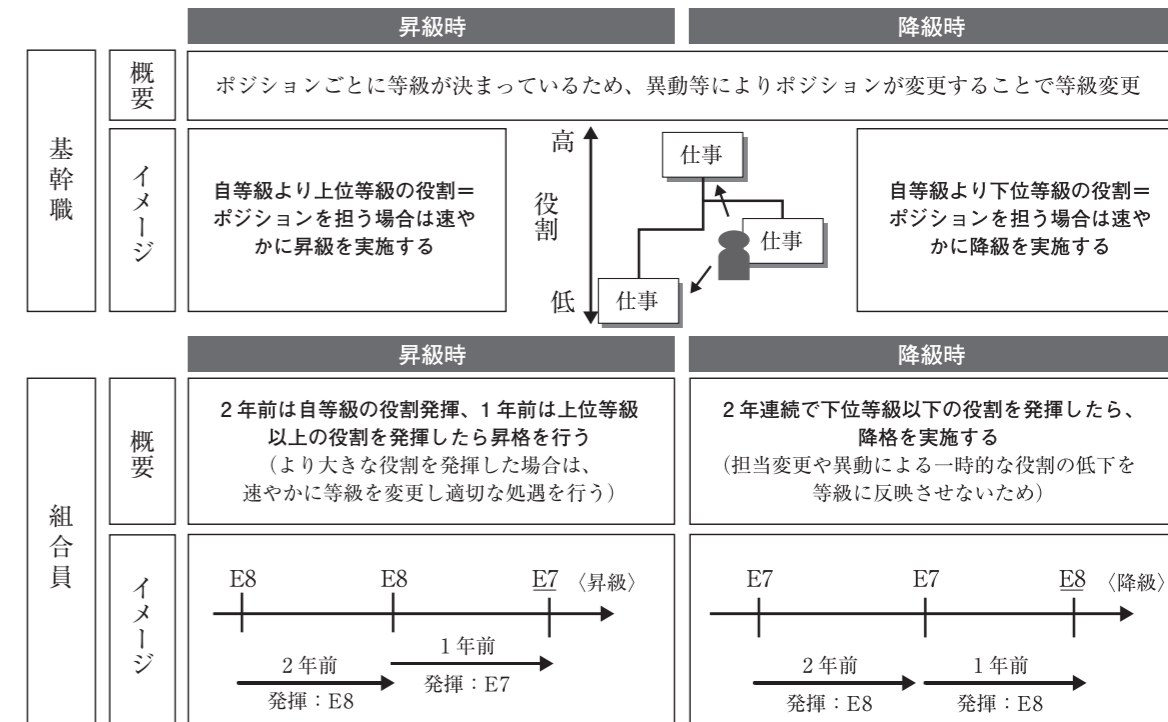 昇級時
降級時
基幹職
概要
ポジションごとに等級が決まっているため、異動等によりポジションが変更することで等級変更
イメージ
自等級より上位等級の役割＝
ポジションを担う場合は速や
かに昇級を実施する
高
役割
低
仕事
仕事
仕事
自等級より下位等級の役割＝
ポジションを担う場合は速や
かに降級を実施する
昇級時
降級時
組合員
概要
2年前は自等級の役割発揮、1年前は上位等級
以上の役割を発揮したら昇格を行う
（より大きな役割を発揮した場合は、
速やかに等級を変更し適切な処遇を行う）
2年連続で下位等級以下の役割を発揮したら、
降格を実施する
（担当変更や異動による一時的な役割の低下を
等級に反映させないため）
イメージ
E8 E8 E7 〈昇級〉
2年前
発揮：E8
1年前
発揮：E7
E7 E7 E8 〈降級〉
2年前
発揮：E8
1年前
発揮：E8